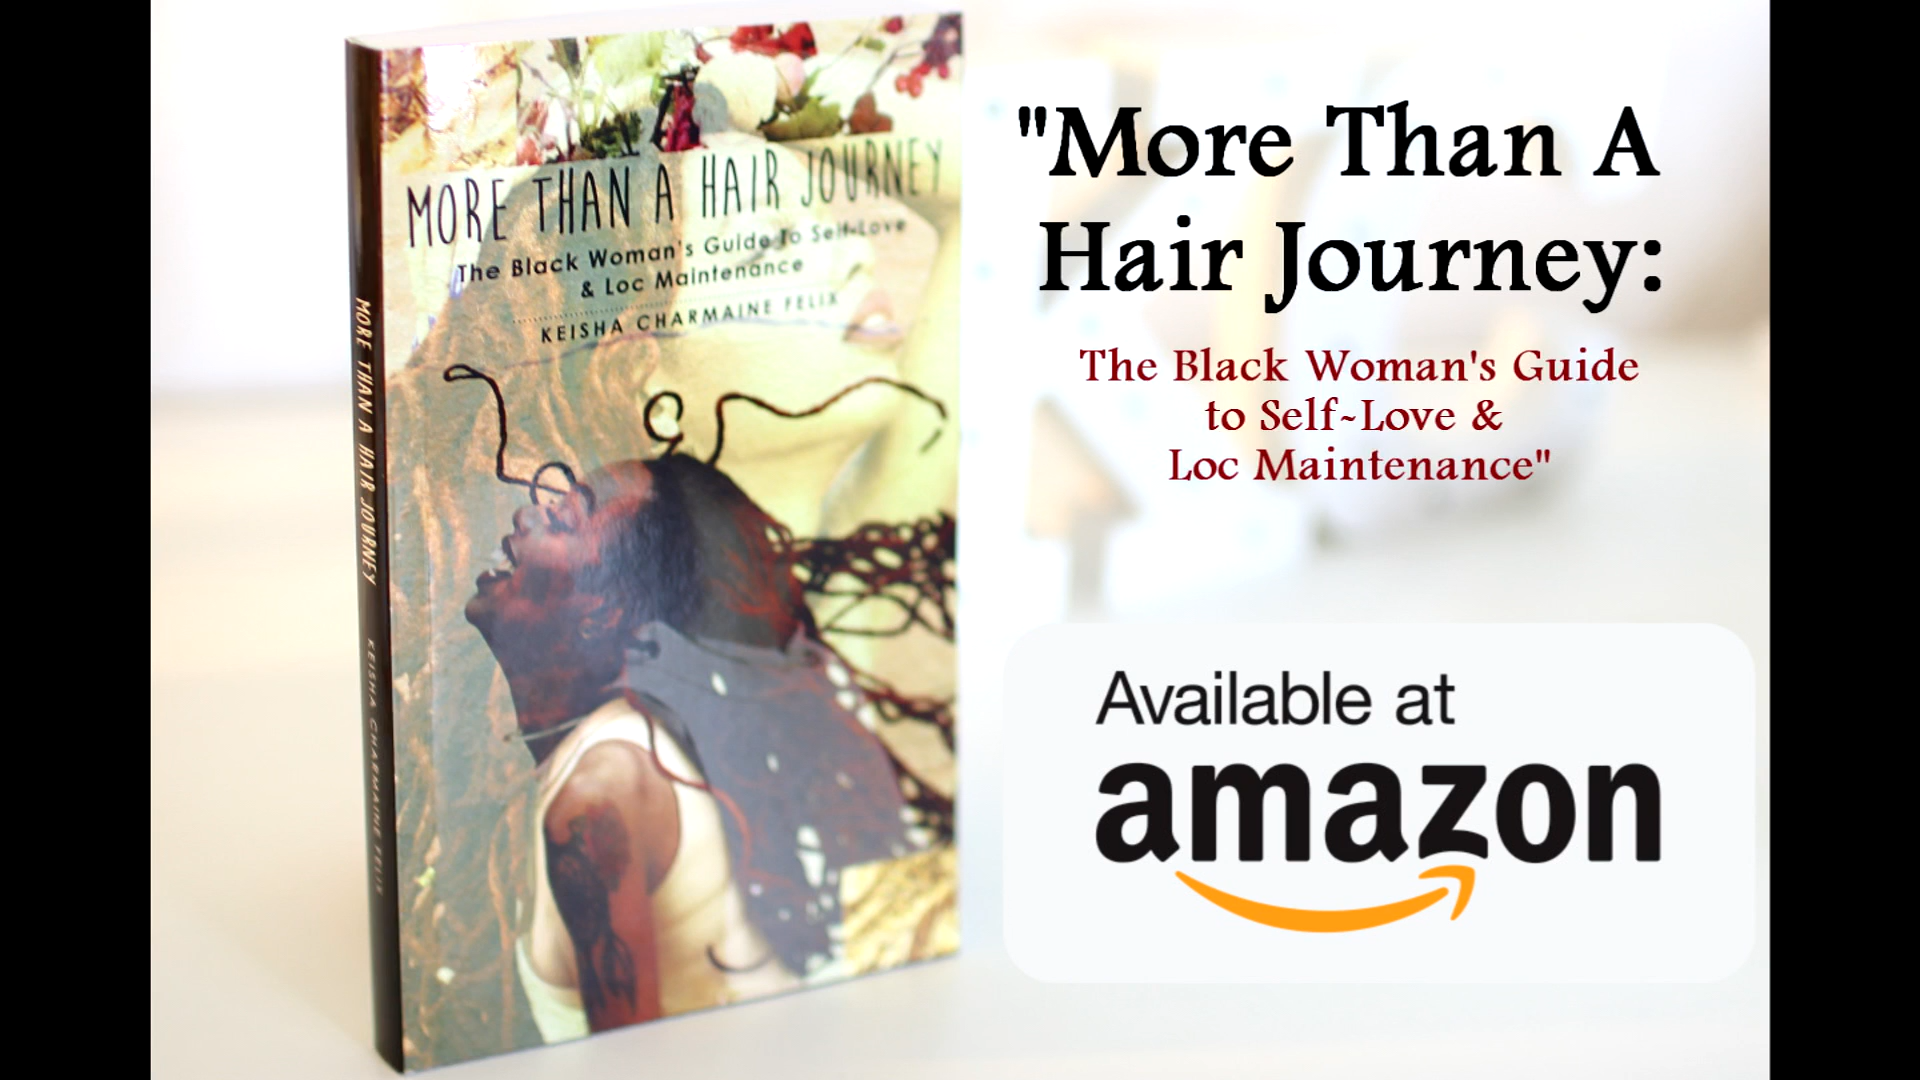 MORE THAN A HAIR JOURNEY
The Black Woman's Guide to Self-Love
& Loc Maintenance
KEISHA CHARMAINE FELIX
MORE THAN A HAIR JOURNEY
KEISHA CHARMAINE FELIX
"More Than A
Hair Journey:
The Black Woman's Guide
to Self-Love &
Loc Maintenance"
Available at
amazon